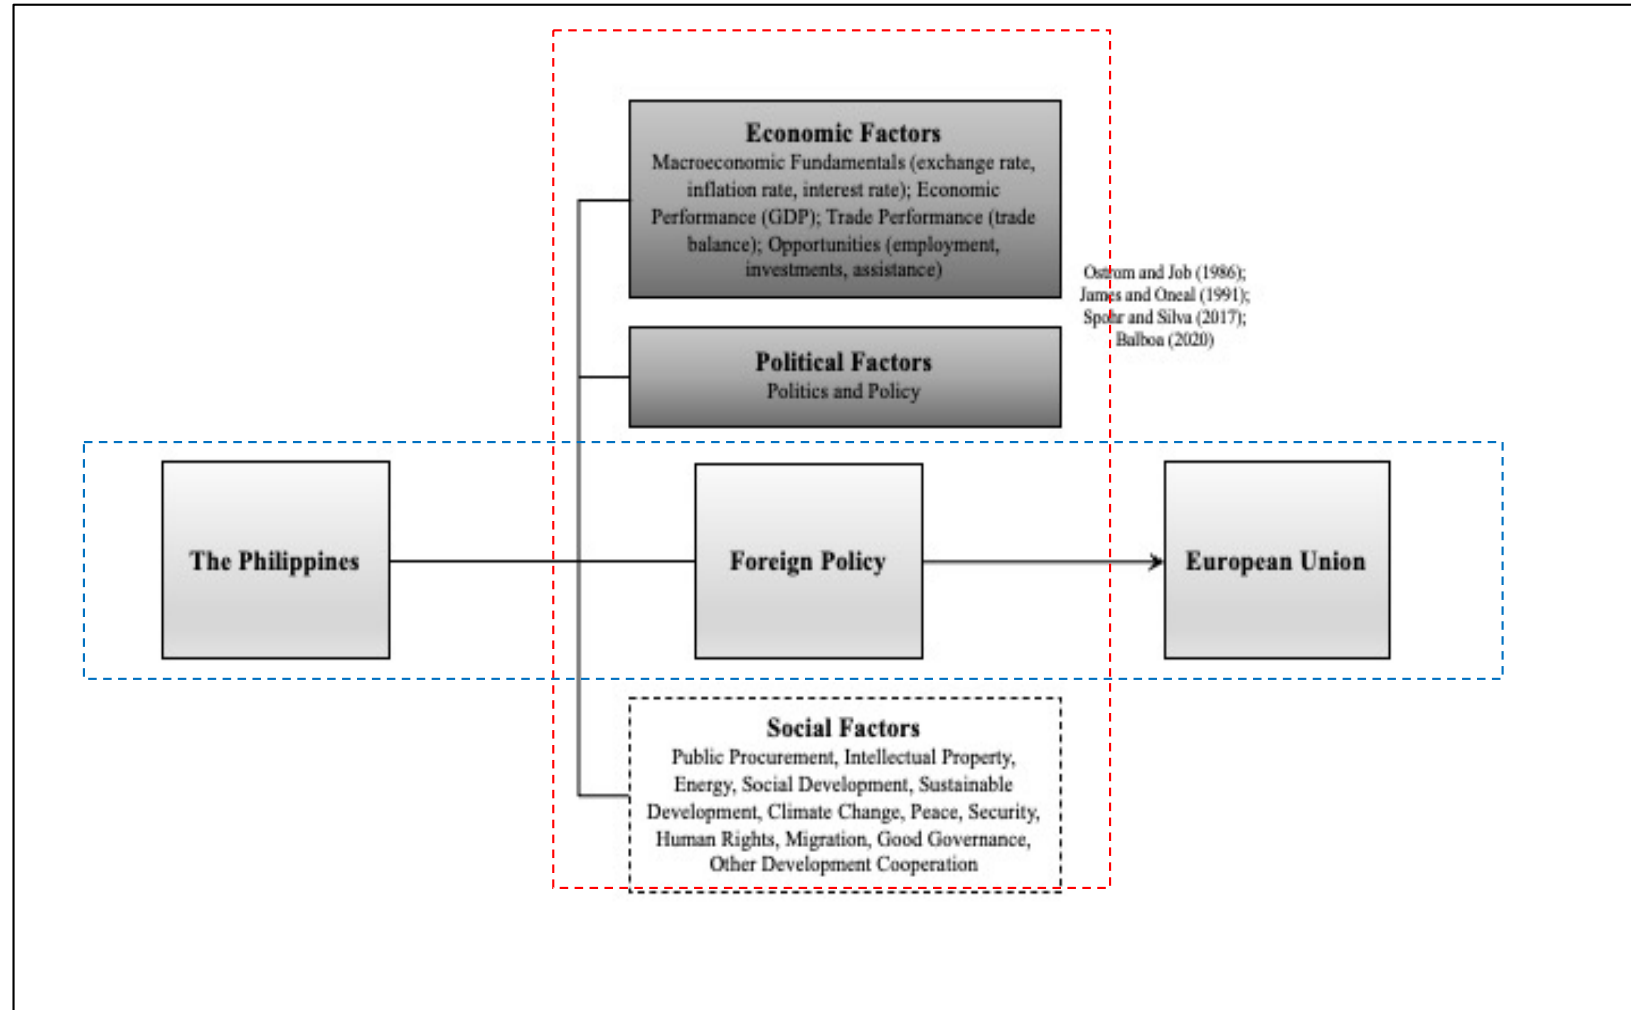 Economic Factors
Macroeconomic Fundamentals (exchange rate,
inflation rate, interest rate); Economic
Performance (GDP); Trade Performance (trade
balance); Opportunities (employment,
investments, assistance)
Ostrom and Job (1986);
James and Oneal (1991);
Spohr and Silva (2017);
Balboa (2020)
Political Factors
Politics and Policy
The Philippines
Foreign Policy
European Union
Social Factors
Public Procurement, Intellectual Property,
Energy, Social Development, Sustainable
Development, Climate Change, Peace, Security,
Human Rights, Migration, Good Governance,
Other Development Cooperation